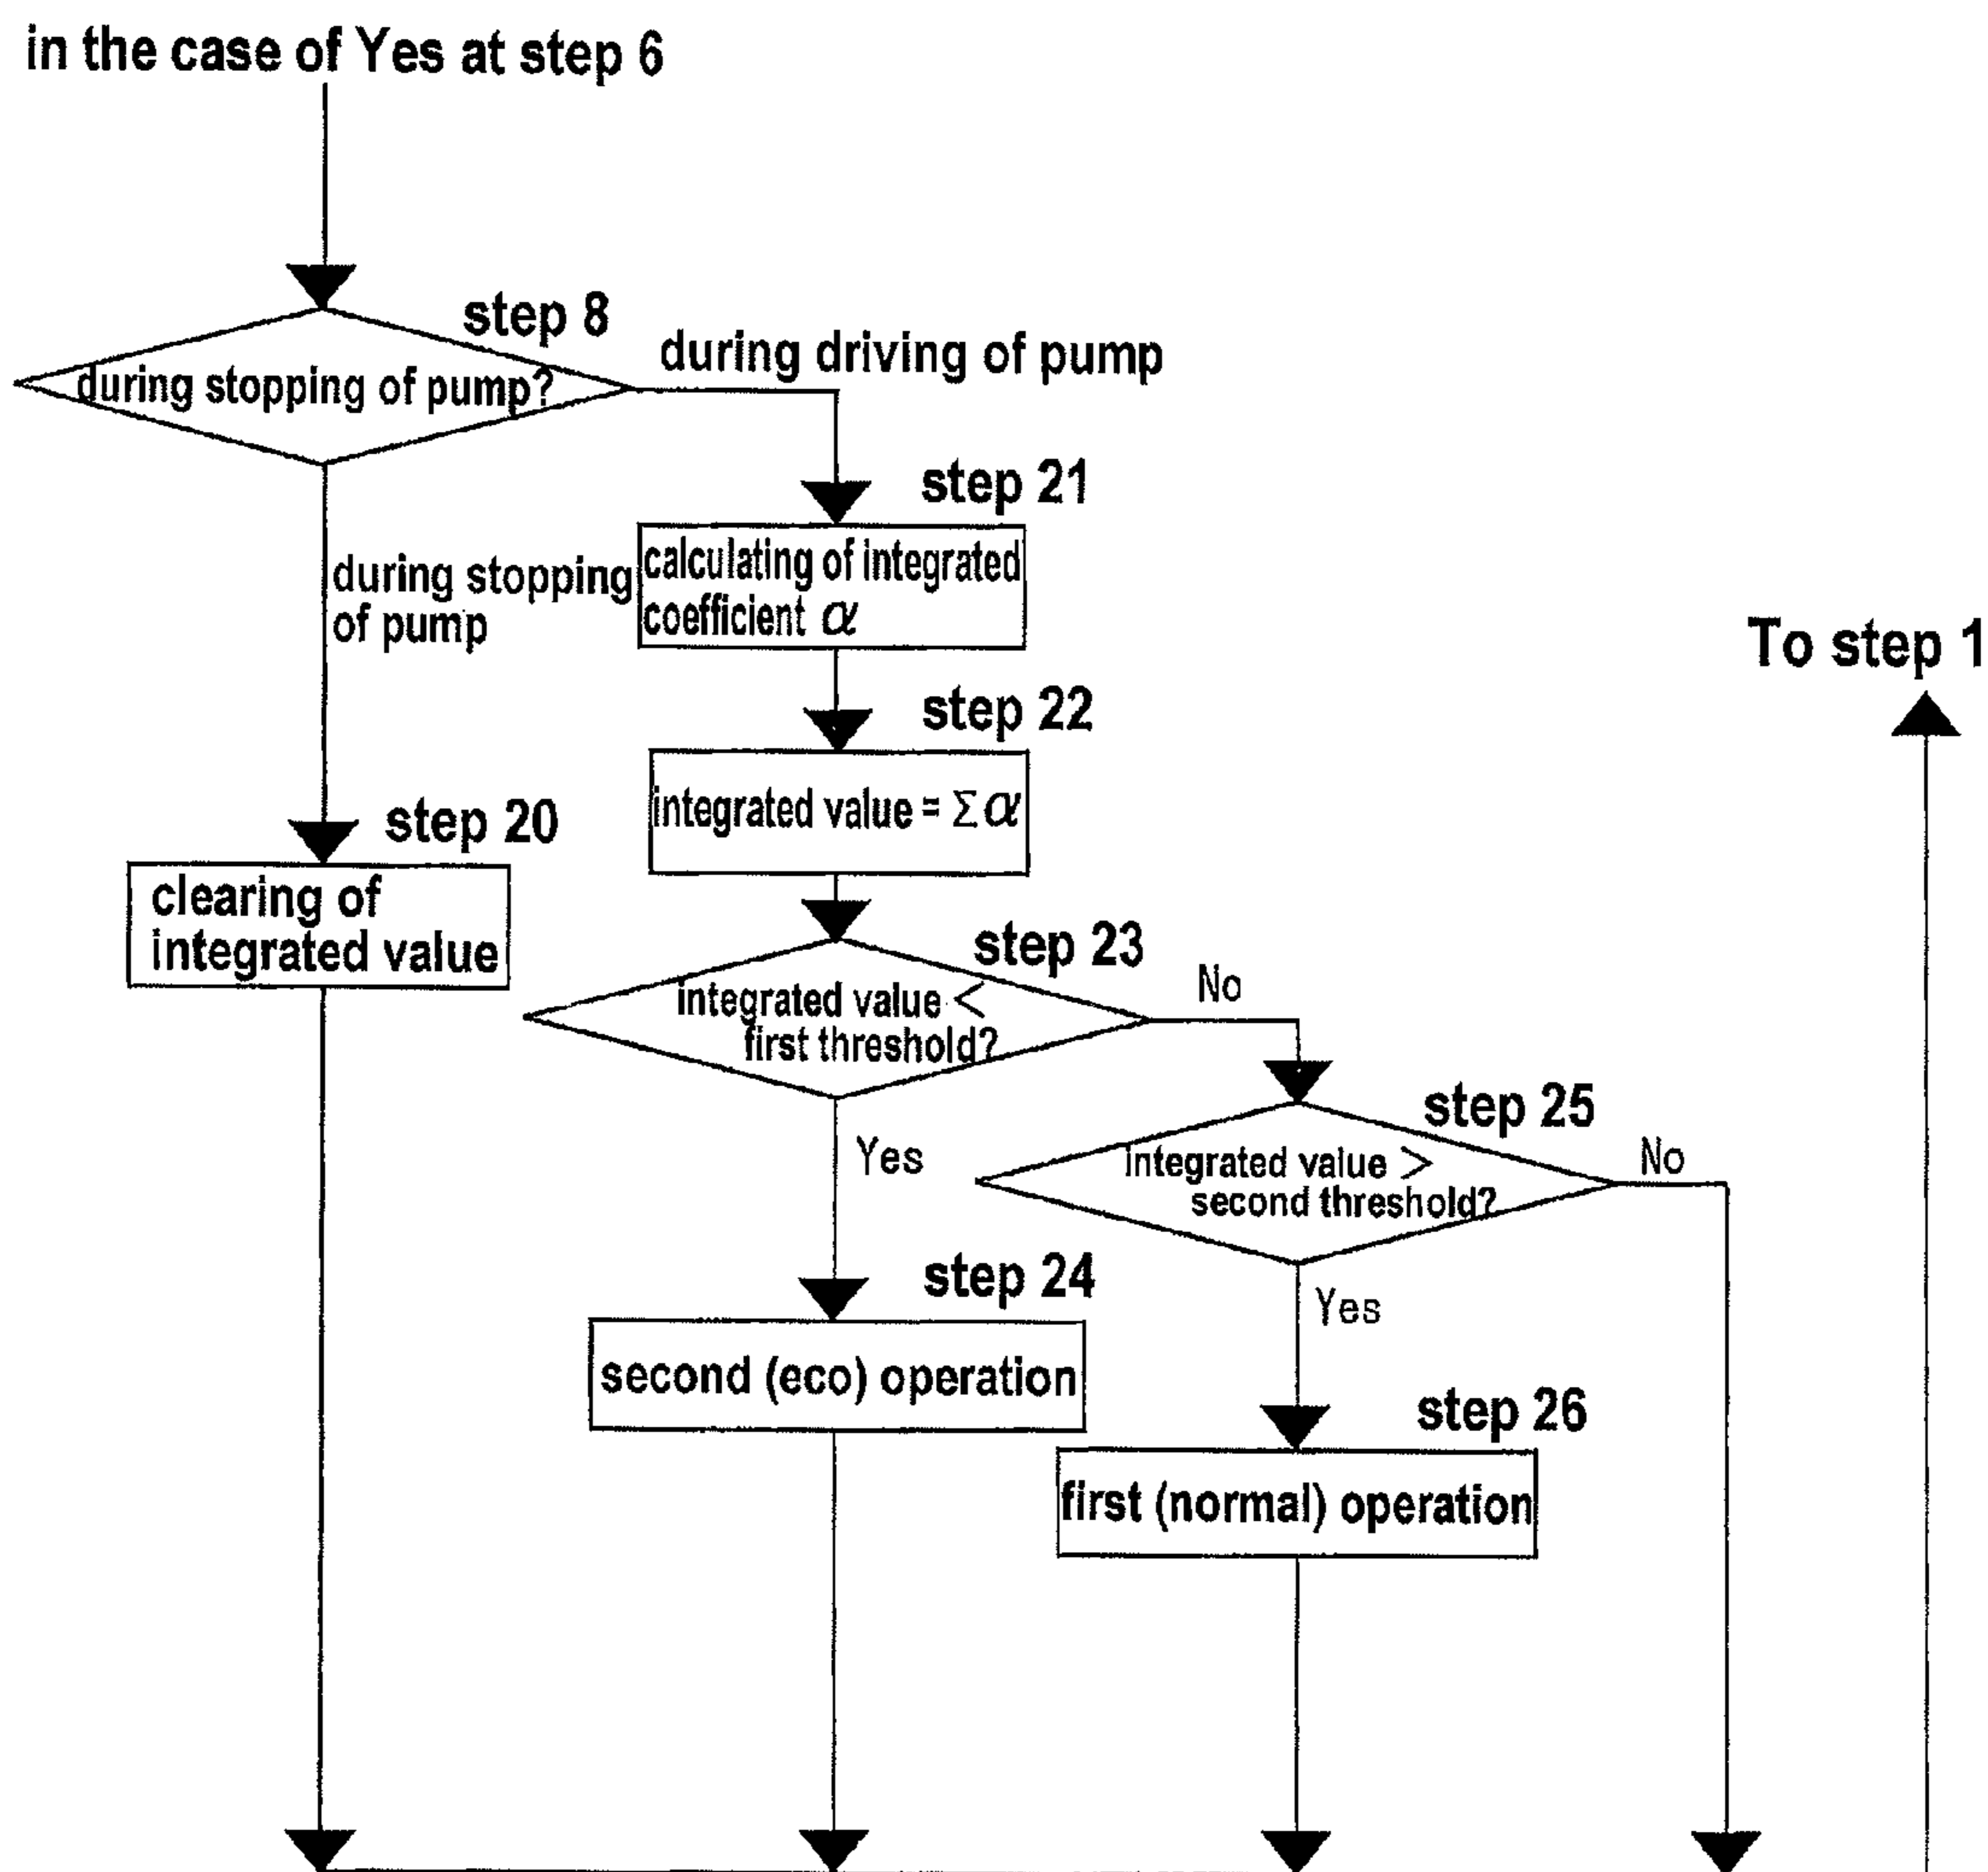 in the case of Yes at step 6
step 8
during stopping of pump?
during driving of pump
step 21
calculating of integrated
coefficient α
during stopping
of pump
To step 1
step 22
integrated value = Σα
step 20
clearing of
integrated value
step 23
integrated value <
first threshold?
No
Yes
step 25
integrated value >
second threshold?
No
Yes
step 24
second (eco) operation
step 26
first (normal) operation